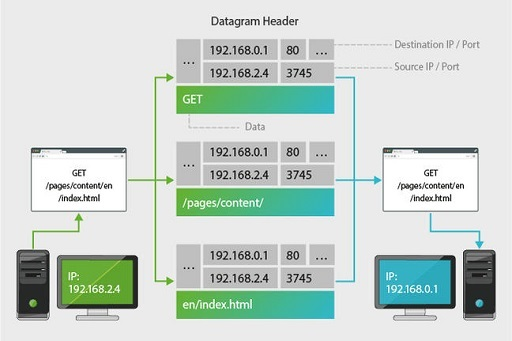 Datagram Header
192.168.0.1 80 ...
...
192.168.2.4 3745
GET
Destination IP / Port
Source IP / Port
Data
192.168.0.1 80 ...
...
192.168.2.4 3745
/pages/content/
192.168.0.1 80 ...
...
192.168.2.4 3745
en/index.html
GET
/pages/content/en
/index.html
IP:
192.168.2.4
GET
/pages/content/en
/index.html
IP:
192.168.0.1